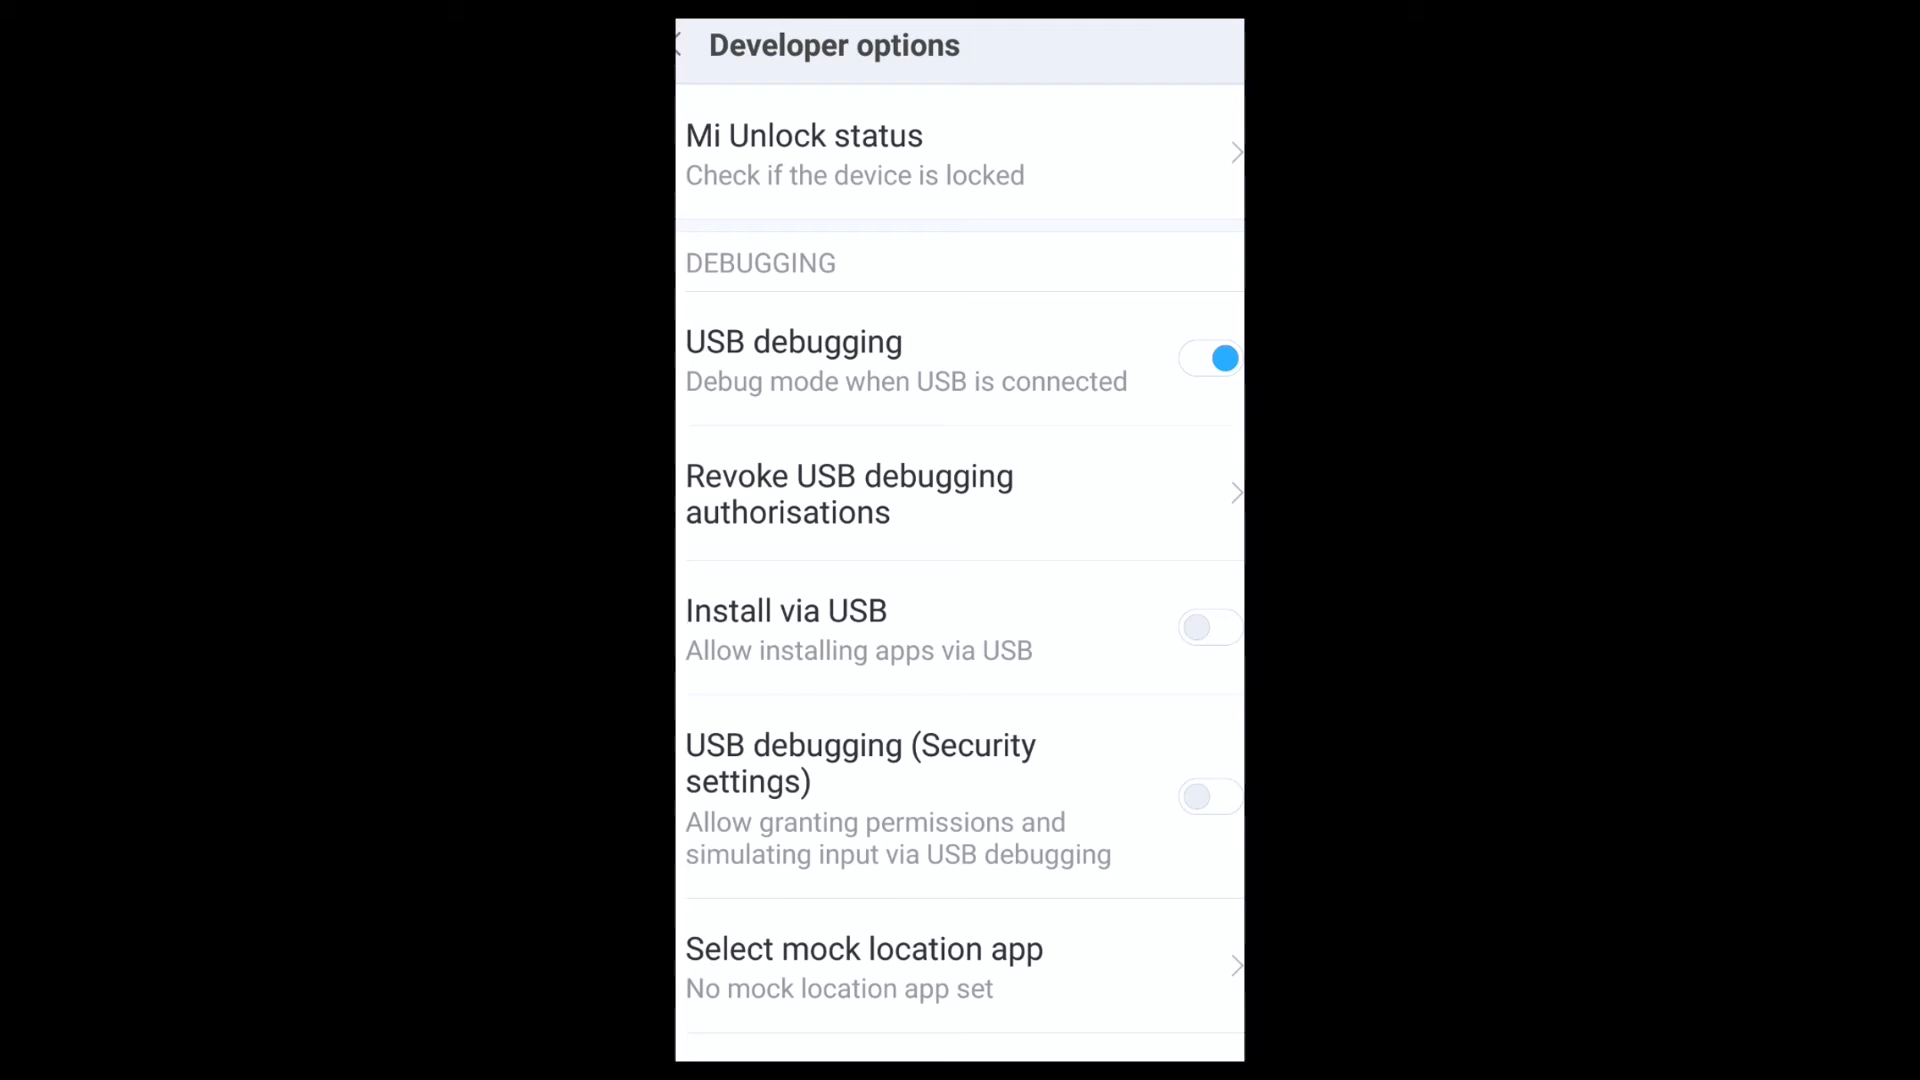 Developer options
Mi Unlock status
Check if the device is locked
DEBUGGING
USB debugging
Debug mode when USB is connected
Revoke USB debugging
authorisations
Install via USB
Allow installing apps via USB
USB debugging (Security
settings)
Allow granting permissions and
simulating input via USB debugging
Select mock location app
No mock location app set